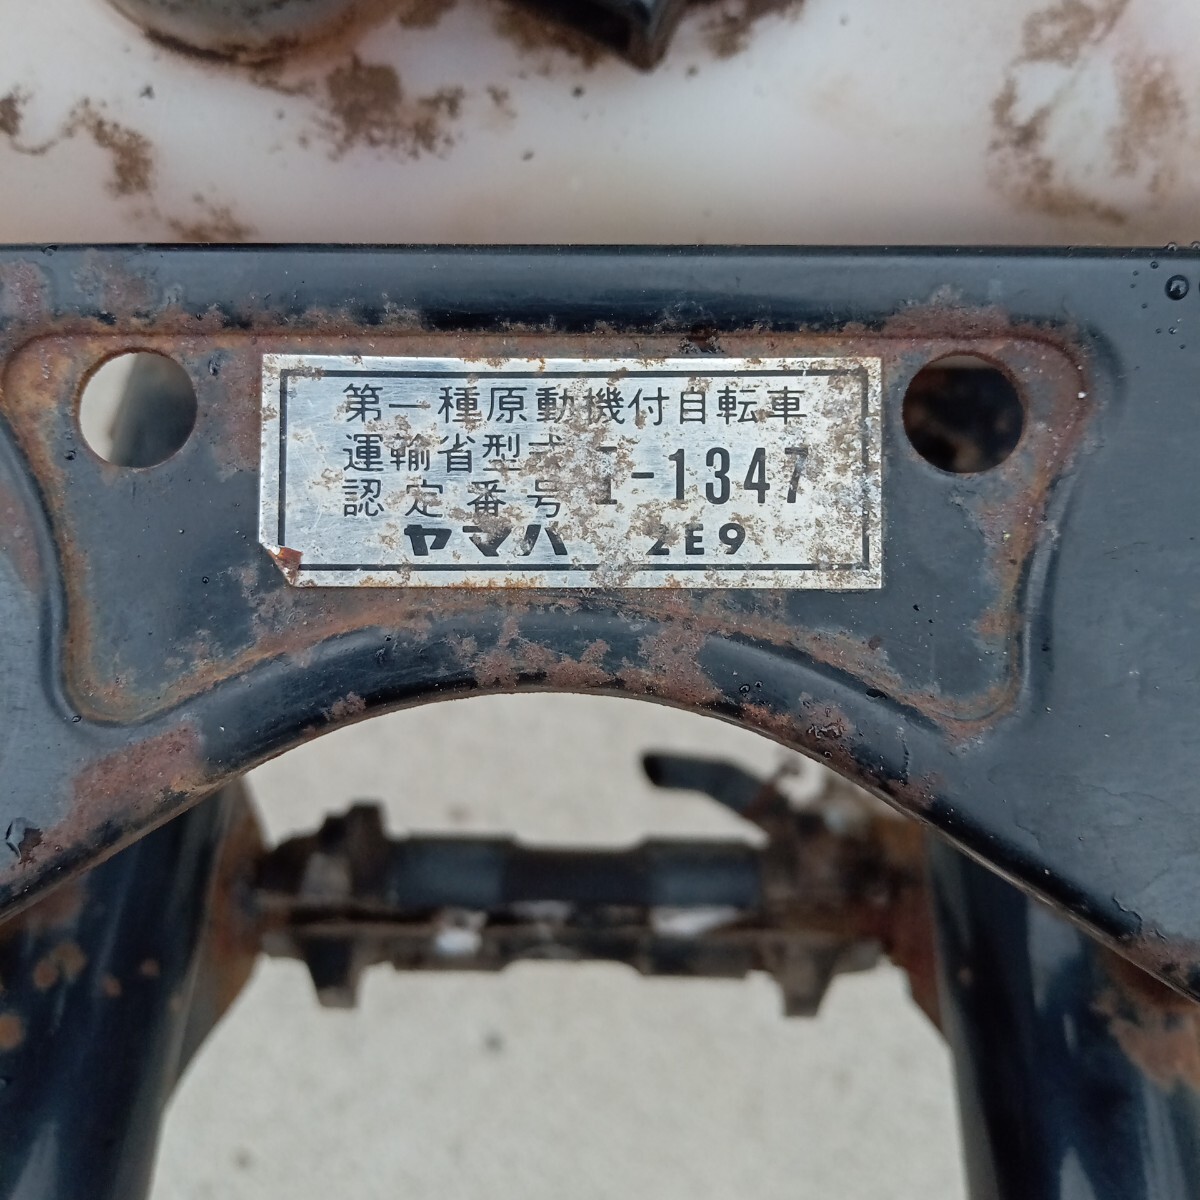 第一種原動機付自転車
運輸省型式
認定番号 I-1347
ヤマハ 2E9